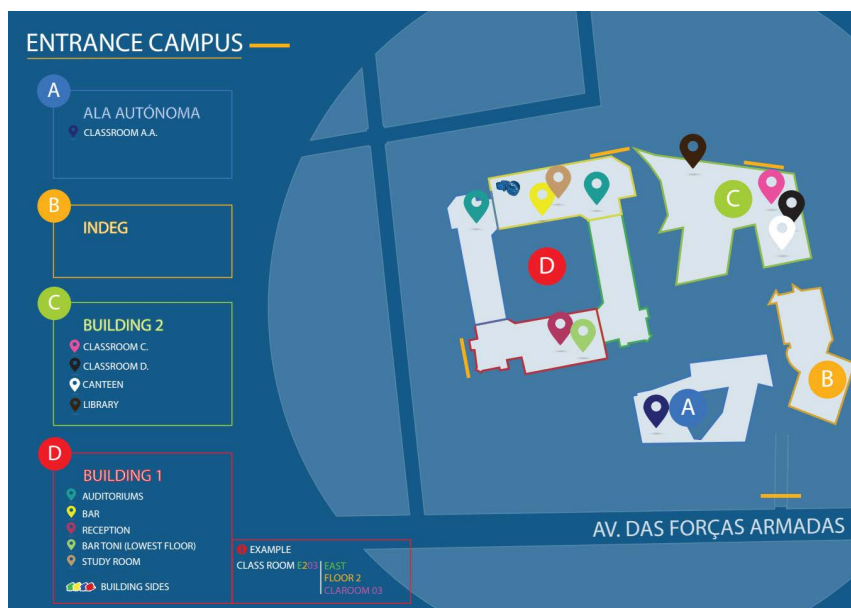 ENTRANCE CAMPUS
A
ALA AUTÓNOMA
CLASSROOM A.A.
B
INDEG
C
BUILDING 2
CLASSROOM C.
CLASSROOM D.
CANTEEN
LIBRARY
D
BUILDING 1
AUDITORIUMS
BAR
RECEPTION
BAR TONI (LOWEST FLOOR)
STUDY ROOM
BUILDING SIDES
EXAMPLE
CLASS ROOM E203
EAST
FLOOR 2
CLAROOM 03
C
D
B
A
AV. DAS FORÇAS ARMADAS